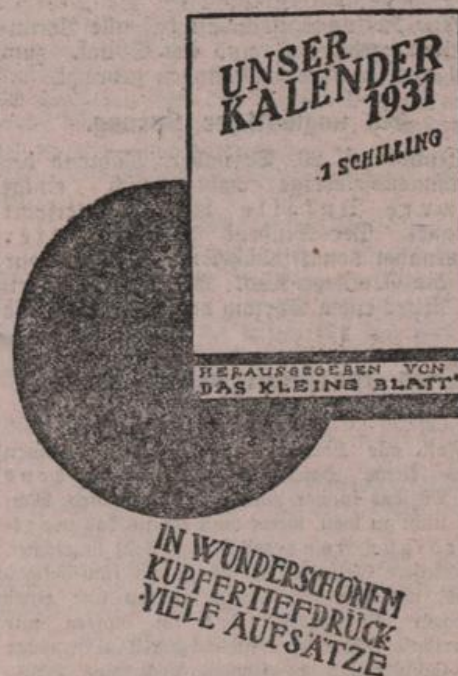 UNSER
KALENDER
1931
1 SCHILLING
HERAUSGEGEBEN VON
DAS KLEINE BLATT"
IN WUNDERSCHÖNEM
KUPFERTIEFDRUCK
VIELE AUFSÄTZE